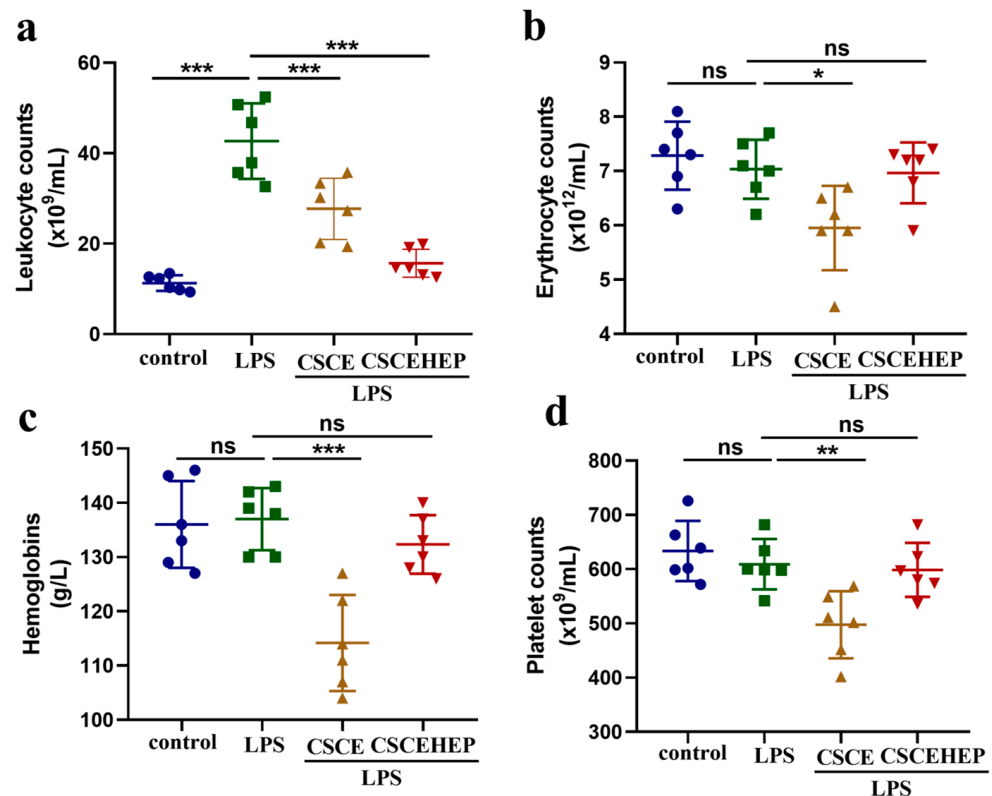 a
***
***
***
60
40
20
0
Leukocyte counts
(x10⁹/mL)
control
LPS
CSCE
CSCEHEP
LPS
b
ns
ns
*
9
8
7
6
5
4
Erythrocyte counts
(x10¹²/mL)
control
LPS
CSCE
CSCEHEP
LPS
c
ns
ns
***
150
140
130
120
110
100
Hemoglobins
(g/L)
control
LPS
CSCE
CSCEHEP
LPS
d
ns
ns
**
800
700
600
500
400
300
Platelet counts
(x10⁹/mL)
control
LPS
CSCE
CSCEHEP
LPS